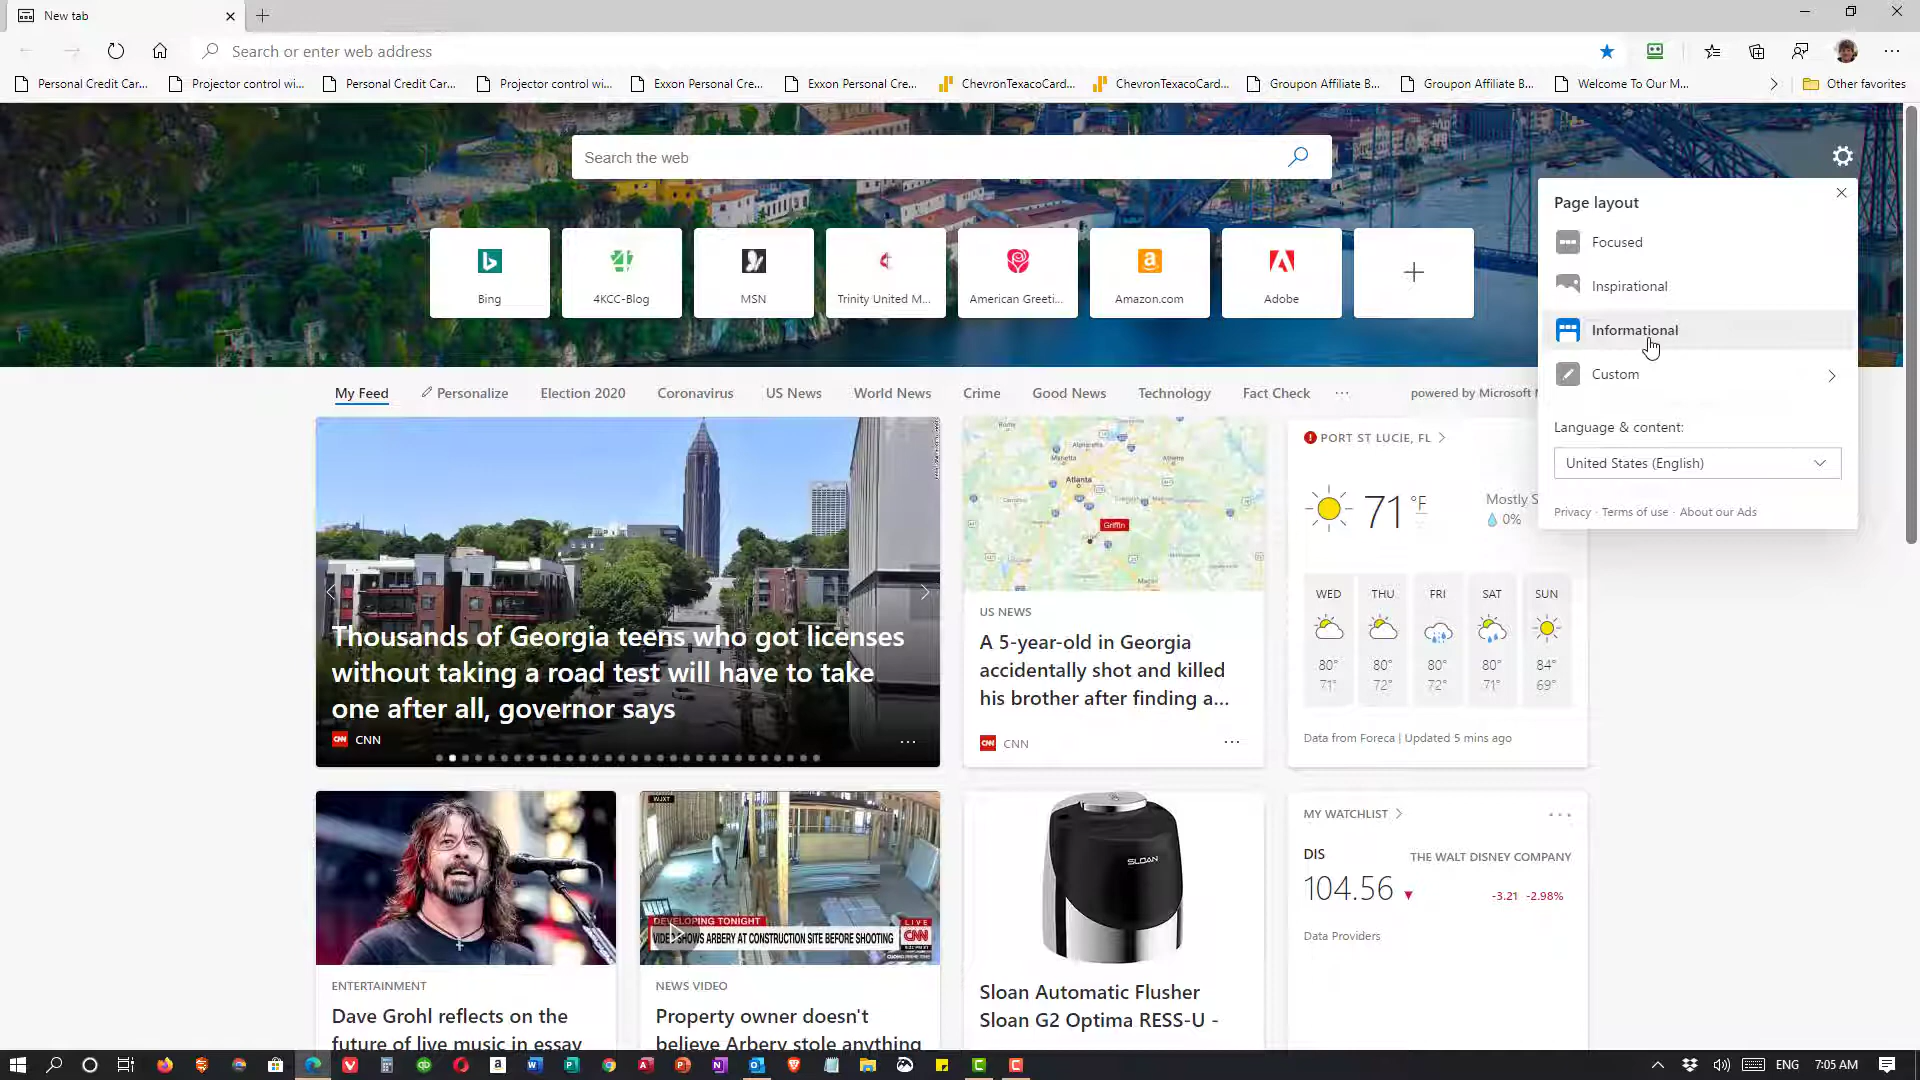 New tab
Search or enter web address
Personal Credit Car...
Projector control wi...
Personal Credit Car...
Projector control wi...
Exxon Personal Cre...
Exxon Personal Cre...
ChevronTexacoCard...
ChevronTexacoCard...
Groupon Affiliate B...
Groupon Affiliate B...
Welcome To Our M...
Other favorites
Search the web
Bing
4KCC-Blog
MSN
Trinity United M...
American Greeti...
Amazon.com
Adobe
Page layout
Focused
Inspirational
Informational
Custom
Language & content:
United States (English)
Privacy · Terms of use · About our Ads
My Feed
Personalize
Election 2020
Coronavirus
US News
World News
Crime
Good News
Technology
Fact Check
...
powered by Microsoft
Thousands of Georgia teens who got licenses
without taking a road test will have to take
one after all, governor says
CNN CNN
Atlanta
Griffin
US NEWS
A 5-year-old in Georgia
accidentally shot and killed
his brother after finding a...
CNN CNN
PORT ST LUCIE, FL
71 °F
Mostly S
0%
WED THU FRI SAT SUN
80° 80° 80° 80° 84°
71° 72° 72° 71° 69°
Data from Foreca | Updated 5 mins ago
WJXT
DEVELOPING TONIGHT
VIDEO SHOWS ARBERY AT CONSTRUCTION SITE BEFORE SHOOTING
LIVE
CNN
CUOMO PRIME TIME
ENTERTAINMENT
Dave Grohl reflects on the
future of live music in essay
NEWS VIDEO
Property owner doesn't
believe Arbery stole anything
SLOAN
Sloan Automatic Flusher
Sloan G2 Optima RESS-U -
MY WATCHLIST
DIS
THE WALT DISNEY COMPANY
104.56
-3.21 -2.98%
Data Providers
ENG
7:05 AM